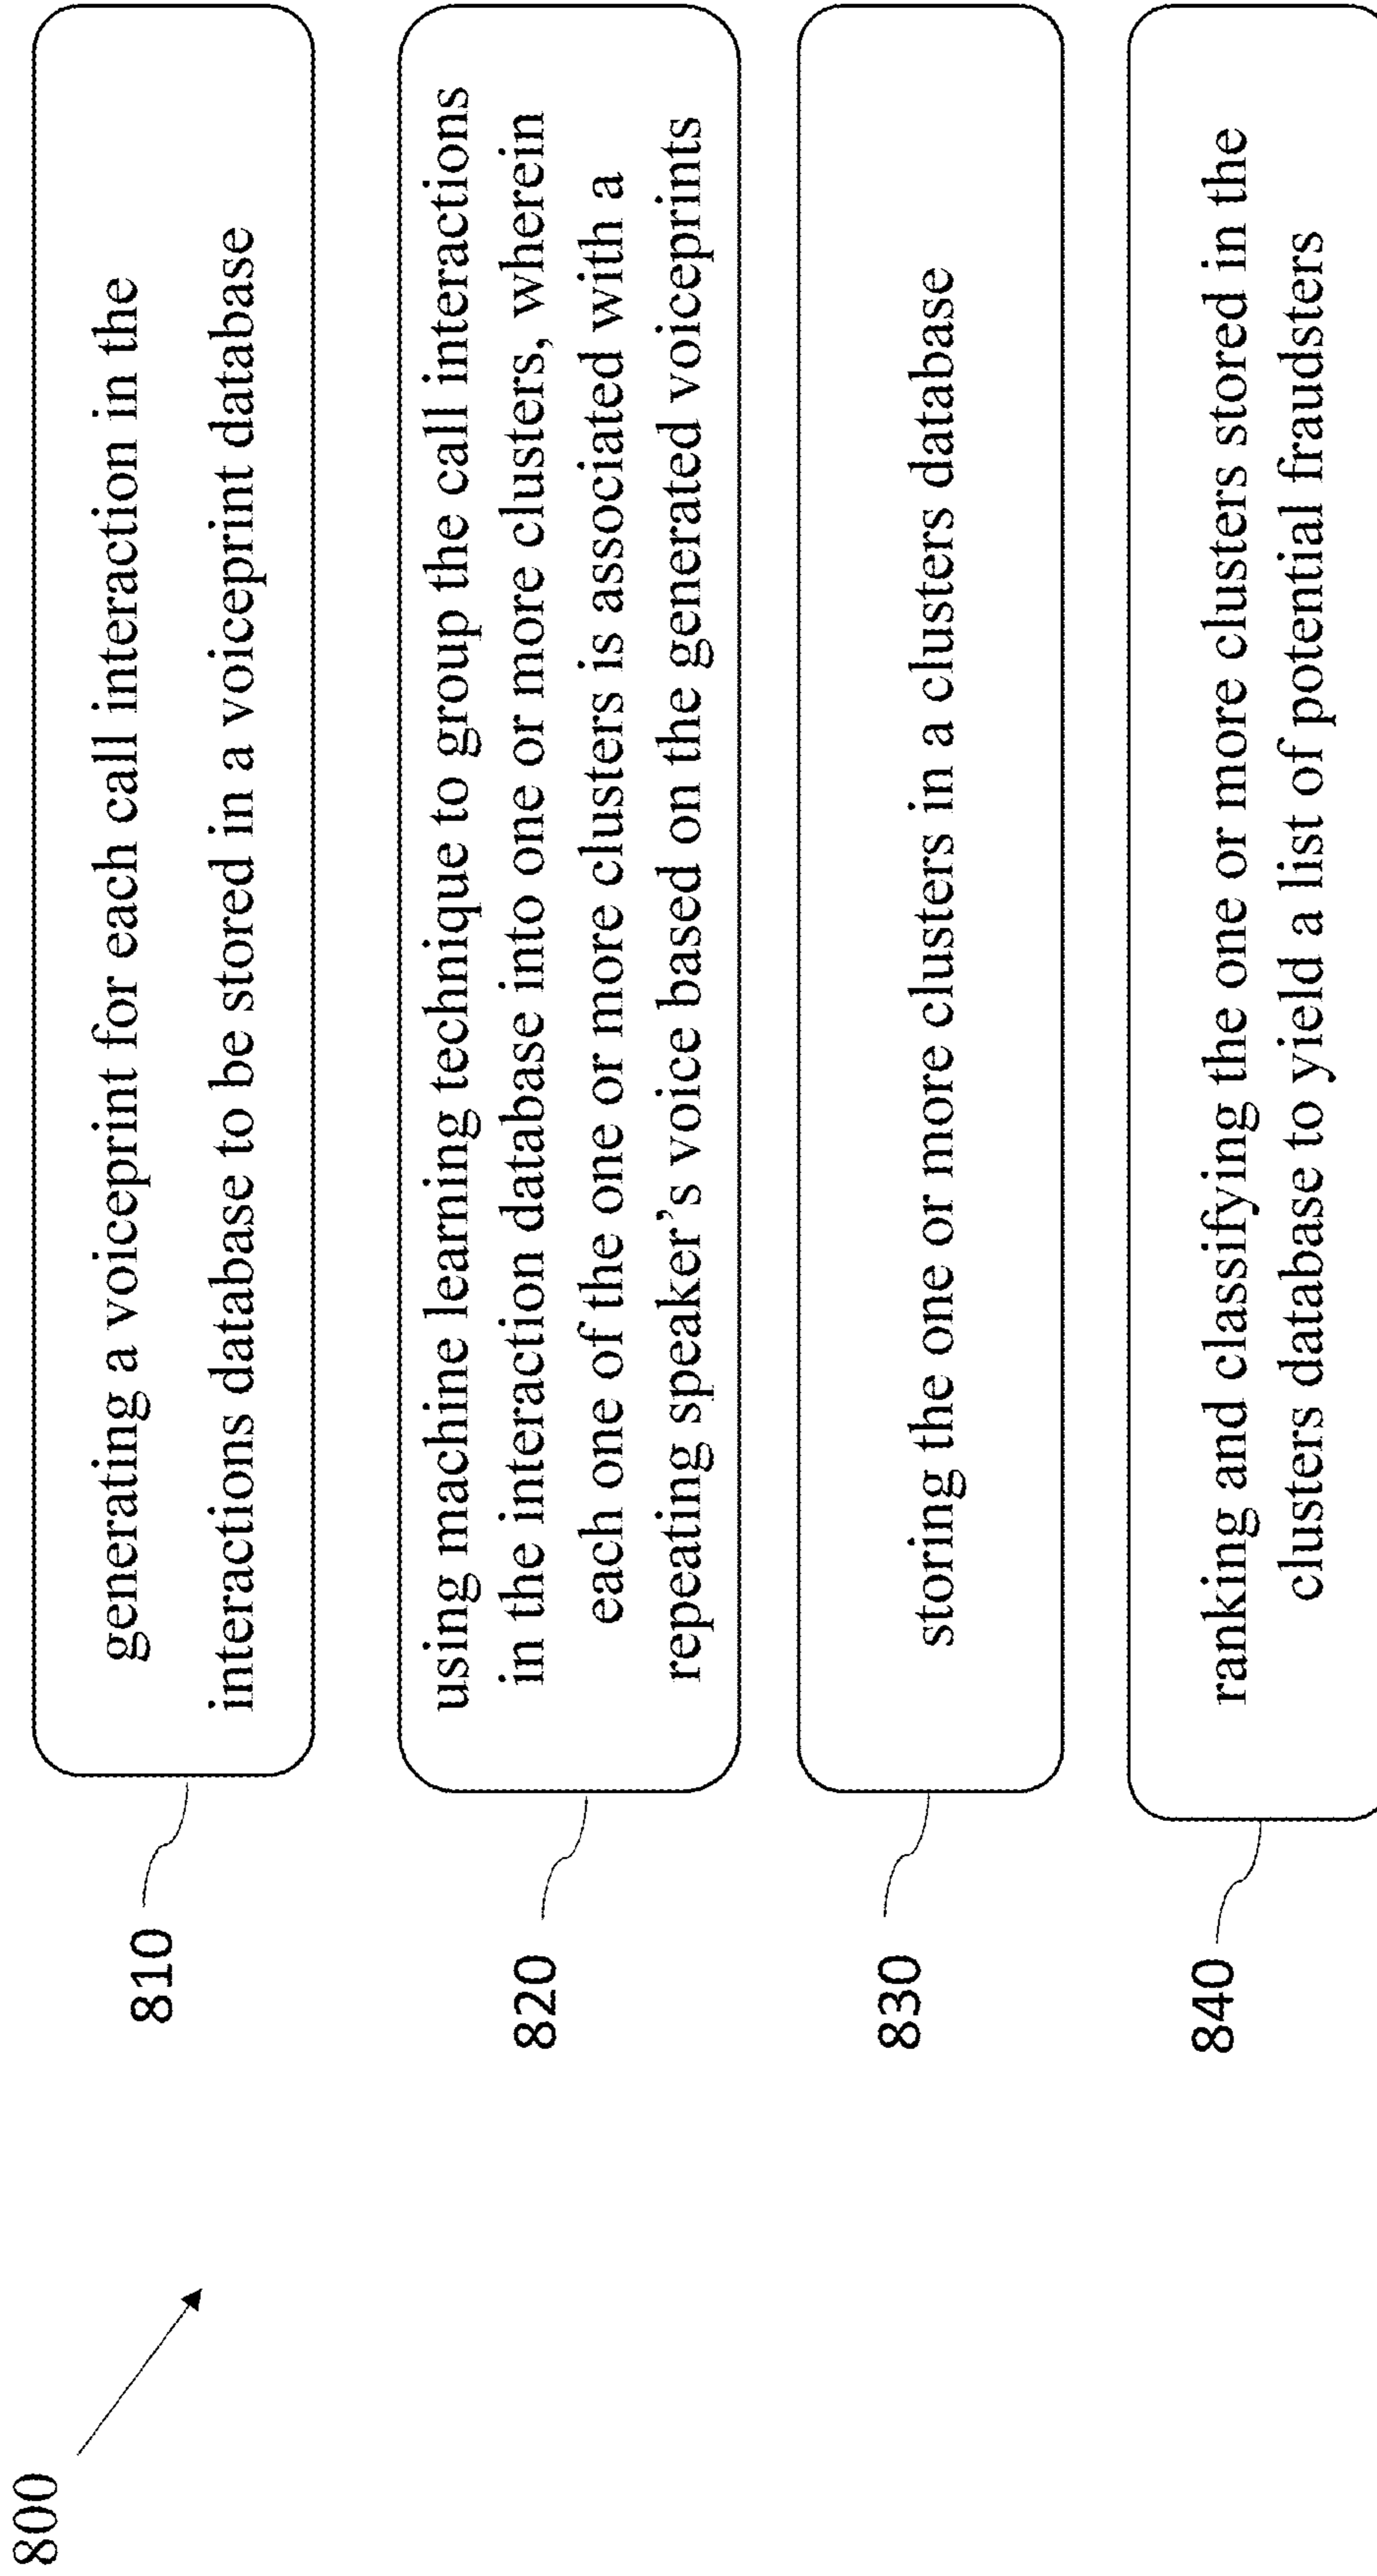 800
810
generating a voiceprint for each call interaction in the
interactions database to be stored in a voiceprint database
820
using machine learning technique to group the call interactions
in the interaction database into one or more clusters, wherein
each one of the one or more clusters is associated with a
repeating speaker's voice based on the generated voiceprints
830
storing the one or more clusters in a clusters database
840
ranking and classifying the one or more clusters stored in the
clusters database to yield a list of potential fraudsters